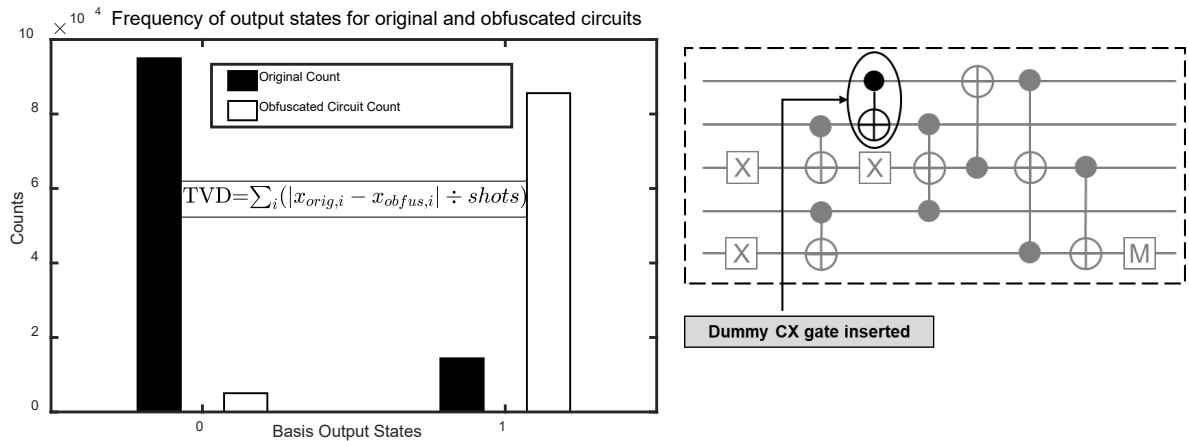 ×10 4
Frequency of output states for original and obfuscated circuits
10
8
6
4
2
0
Counts
Original Count
Obfuscated Circuit Count
TVD=∑i(|xorig,i − xobfus,i| ÷ shots)
0
1
Basis Output States
X
X
X
M
Dummy CX gate inserted